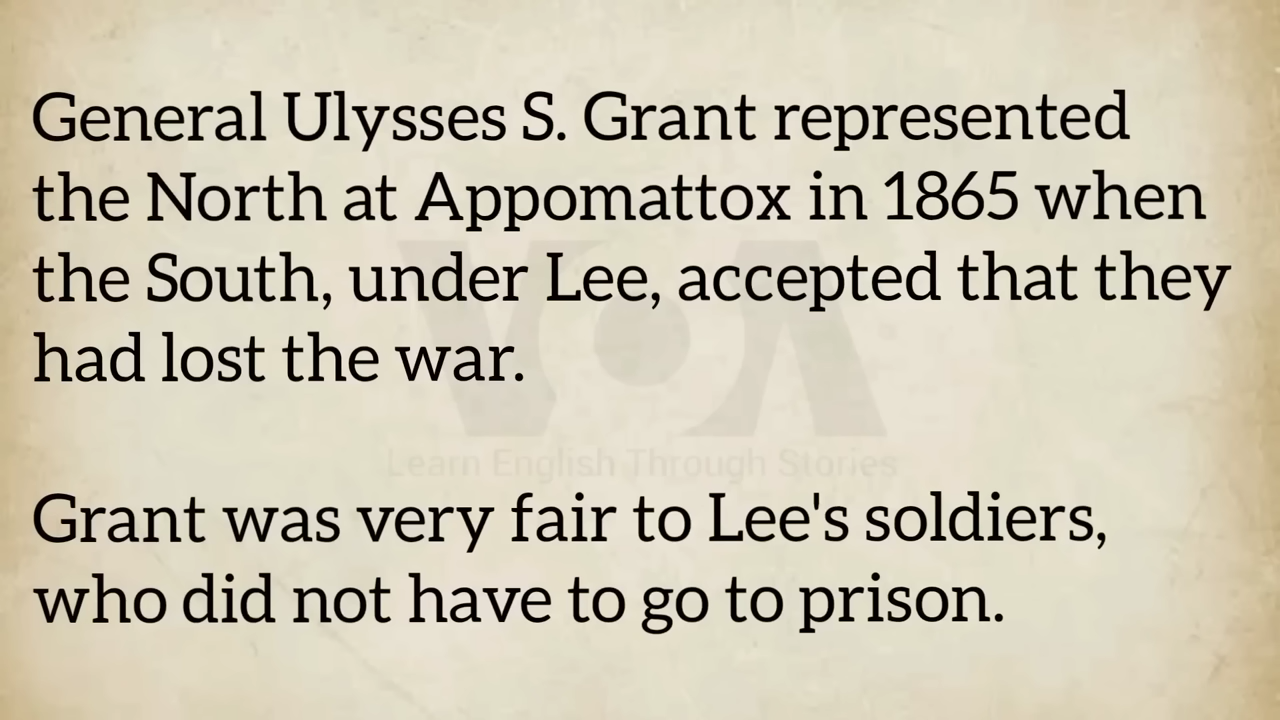 General Ulysses S. Grant represented
the North at Appomattox in 1865 when
the South, under Lee, accepted that they
had lost the war.
VOA
Learn English Through Stories
Grant was very fair to Lee's soldiers,
who did not have to go to prison.